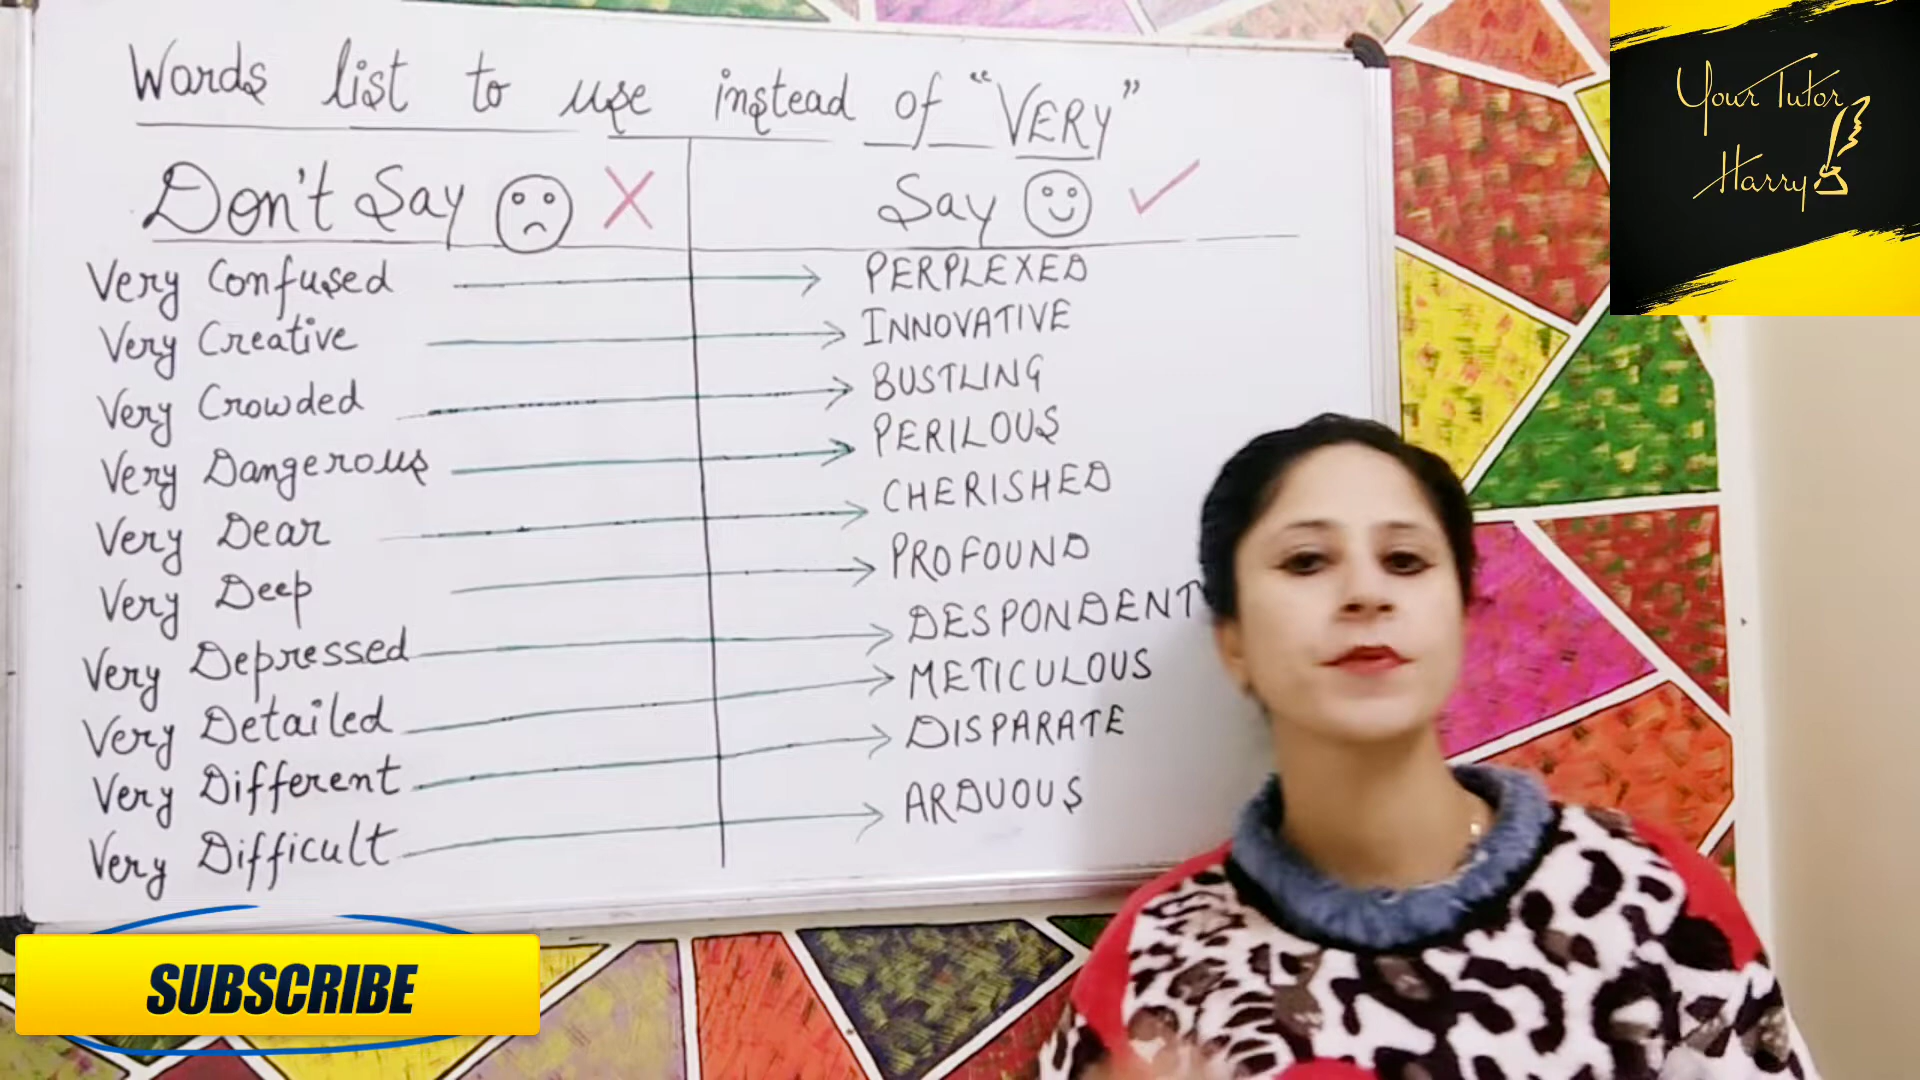 Words list to use instead of "VERY"
Don't Say Say
Very Confused PERPLEXED
Very Creative INNOVATIVE
Very Crowded BUSTLING
Very Dangerous PERILOUS
Very Dear CHERISHED
Very Deep PROFOUND
Very Depressed DESPONDENT
Very Detailed METICULOUS
Very Different DISPARATE
Very Difficult ARDUOUS
Your Tutor
Harry
SUBSCRIBE